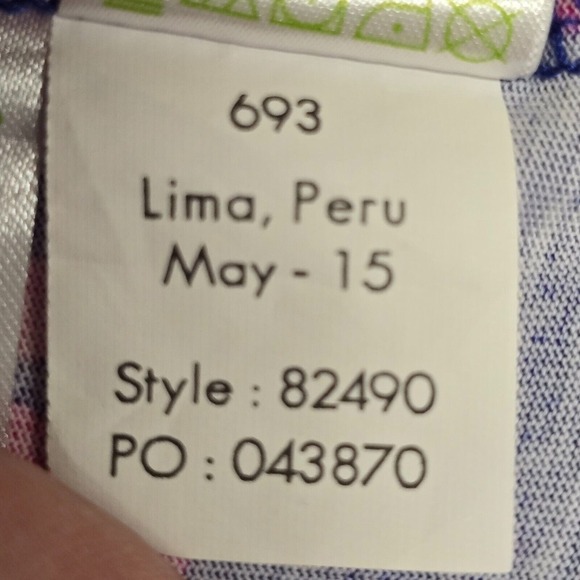 693
Lima, Peru
May - 15
Style : 82490
PO : 043870